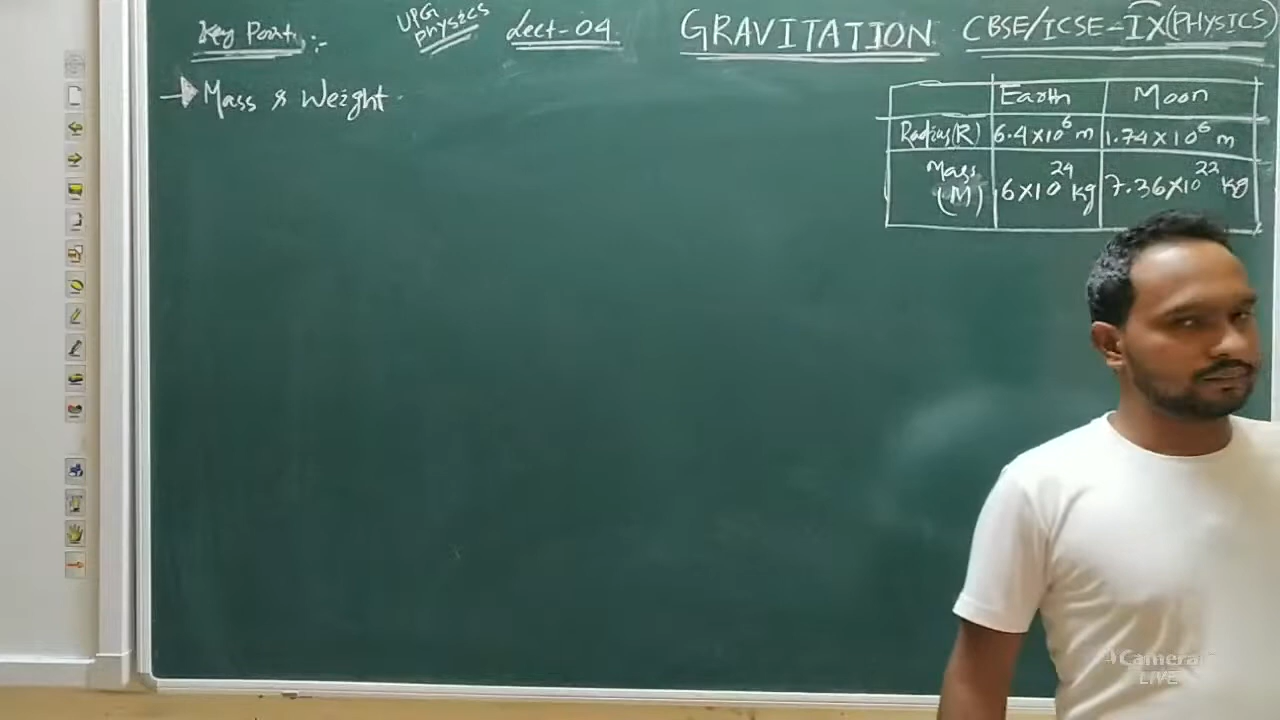 Key Point :-
UPG physics
Lect-04
GRAVITATION
CBSE/ICSE-IX(PHYSICS)
→ Mass & Weight
Earth Moon
Radius(R) 6.4×10⁶ m 1.74×10⁶ m
Mass (M) 6×10²⁴ kg 7.36×10²² kg
Camera
LIVE